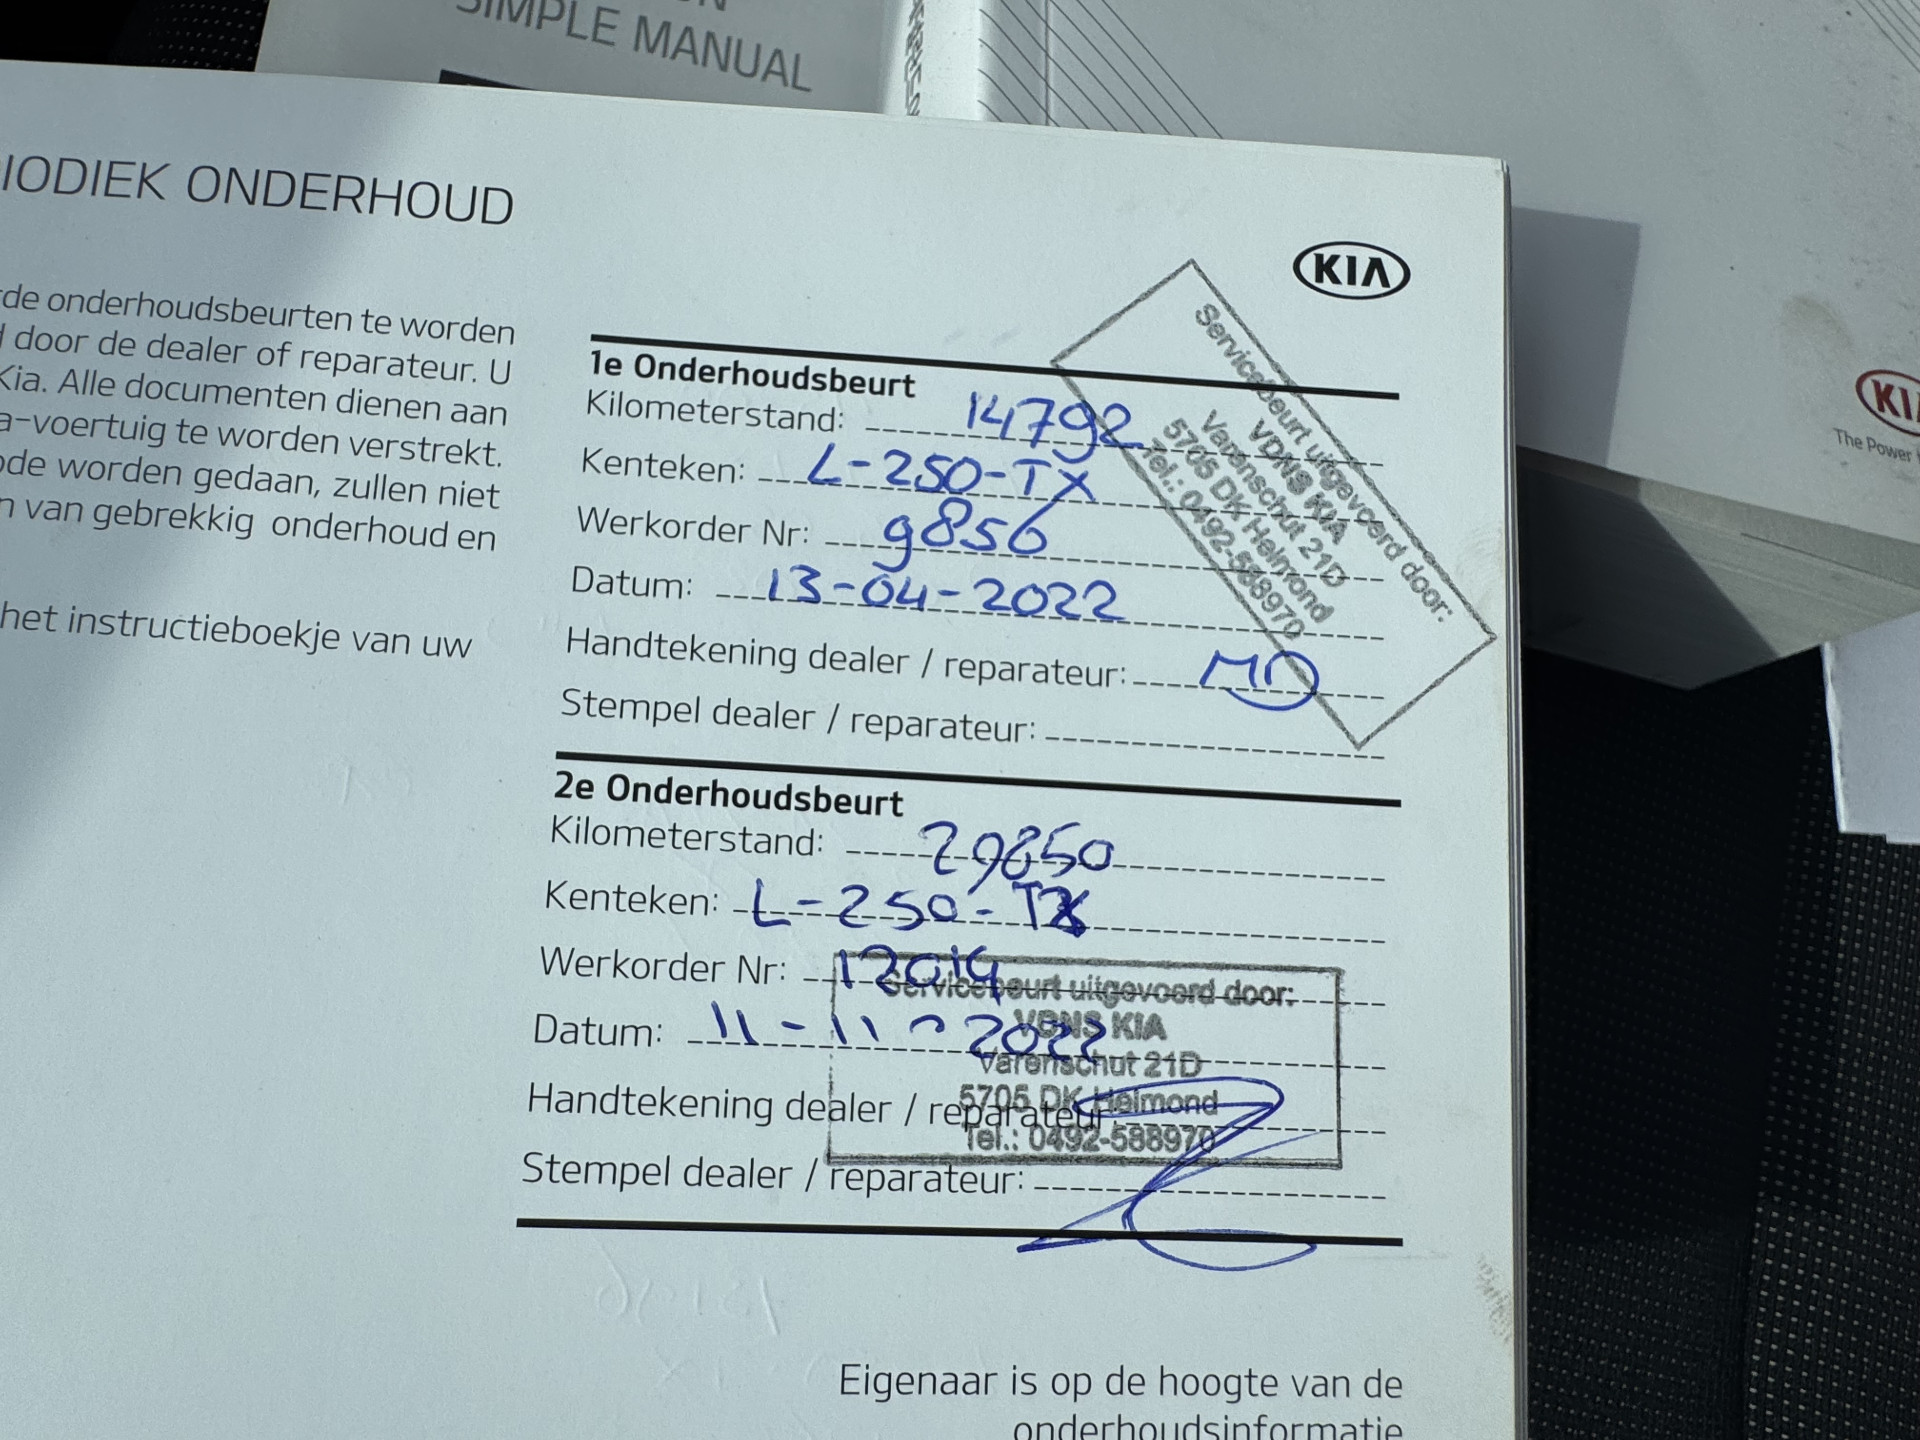 SIMPLE MANUAL
IODIEK ONDERHOUD
KIA
de onderhoudsbeurten te worden
door de dealer of reparateur. U
Kia. Alle documenten dienen aan
a-voertuig te worden verstrekt.
ode worden gedaan, zullen niet
n van gebrekkig onderhoud en
het instructieboekje van uw
1e Onderhoudsbeurt
Kilometerstand: 14792
Kenteken: L-250-TX
Werkorder Nr: 9856
Datum: 13-04-2022
Handtekening dealer / reparateur: MD
Stempel dealer / reparateur:
Servicebeurt uitgevoerd door:
VDNS KIA
Varenschut 21D
5705 DK Helmond
Tel.: 0492-588970
2e Onderhoudsbeurt
Kilometerstand: 29850
Kenteken: L-250-TX
Werkorder Nr: 12014
Datum: 11-11-2022
Handtekening dealer / reparateur:
Stempel dealer / reparateur:
Servicebeurt uitgevoerd door:
VDNS KIA
Varenschut 21D
5705 DK Helmond
Tel.: 0492-588970
Eigenaar is op de hoogte van de
onderhoudsinformatie
KIA
The Power